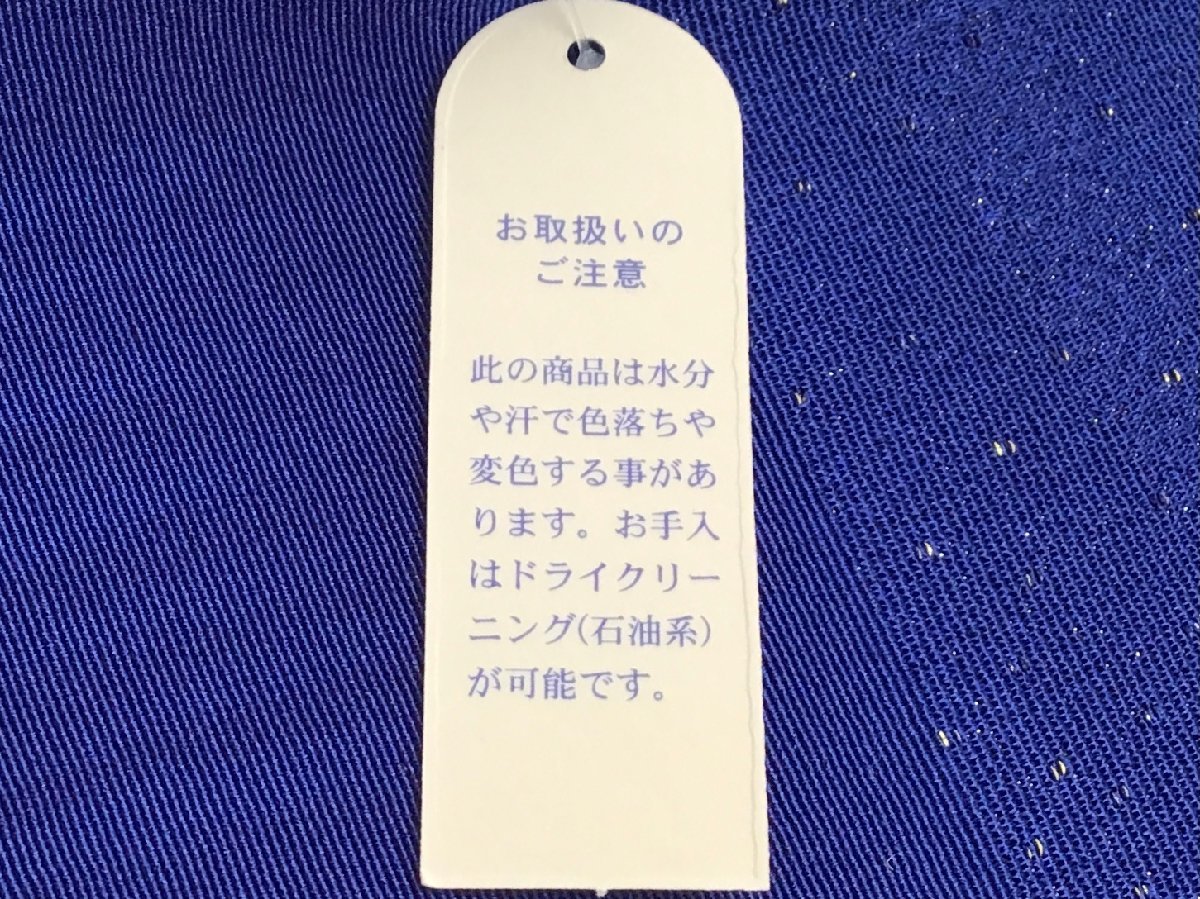 お取扱いの
ご注意
此の商品は水分
や汗で色落ちや
変色する事があ
ります。お手入
はドライクリー
ニング(石油系)
が可能です。